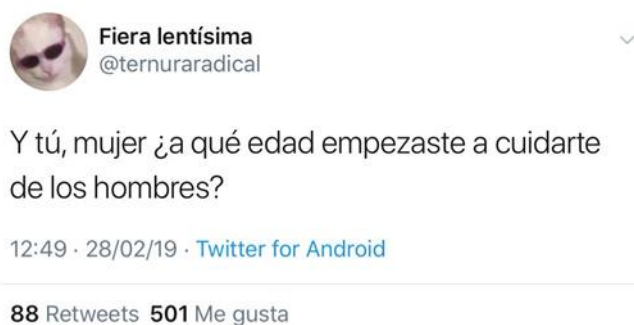 Fiera lentísima
@ternuraradical
Y tú, mujer ¿a qué edad empezaste a cuidarte
de los hombres?
12:49 · 28/02/19 · Twitter for Android
88 Retweets 501 Me gusta